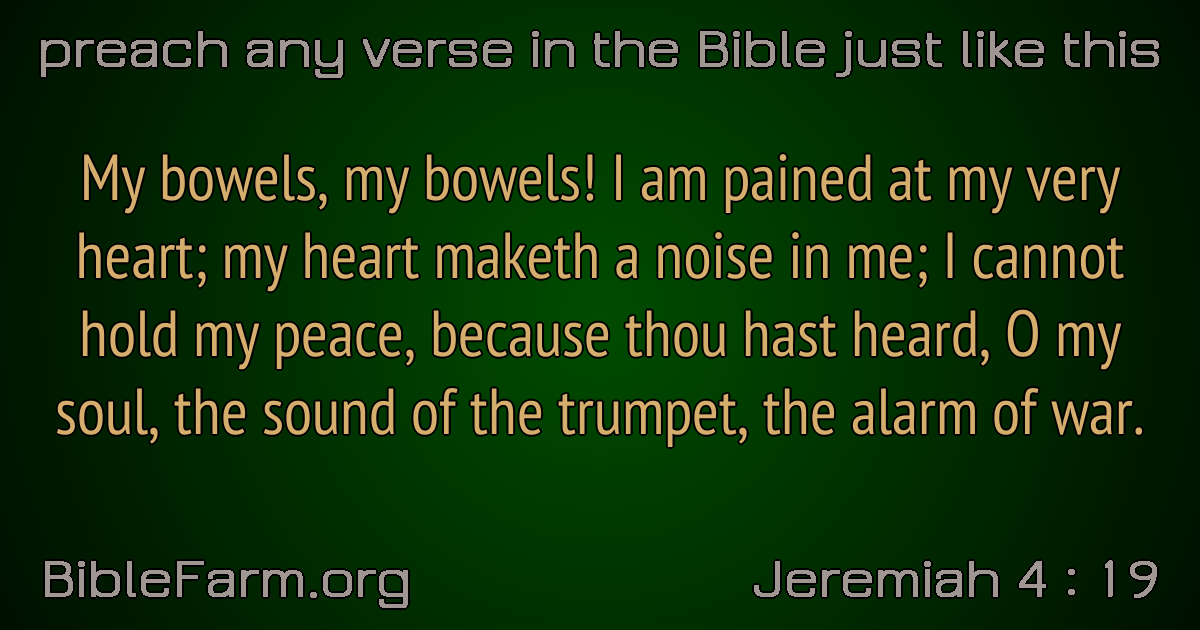 preach any verse in the Bible just like this
My bowels, my bowels! I am pained at my very
heart; my heart maketh a noise in me; I cannot
hold my peace, because thou hast heard, O my
soul, the sound of the trumpet, the alarm of war.
BibleFarm.org
Jeremiah 4 : 19